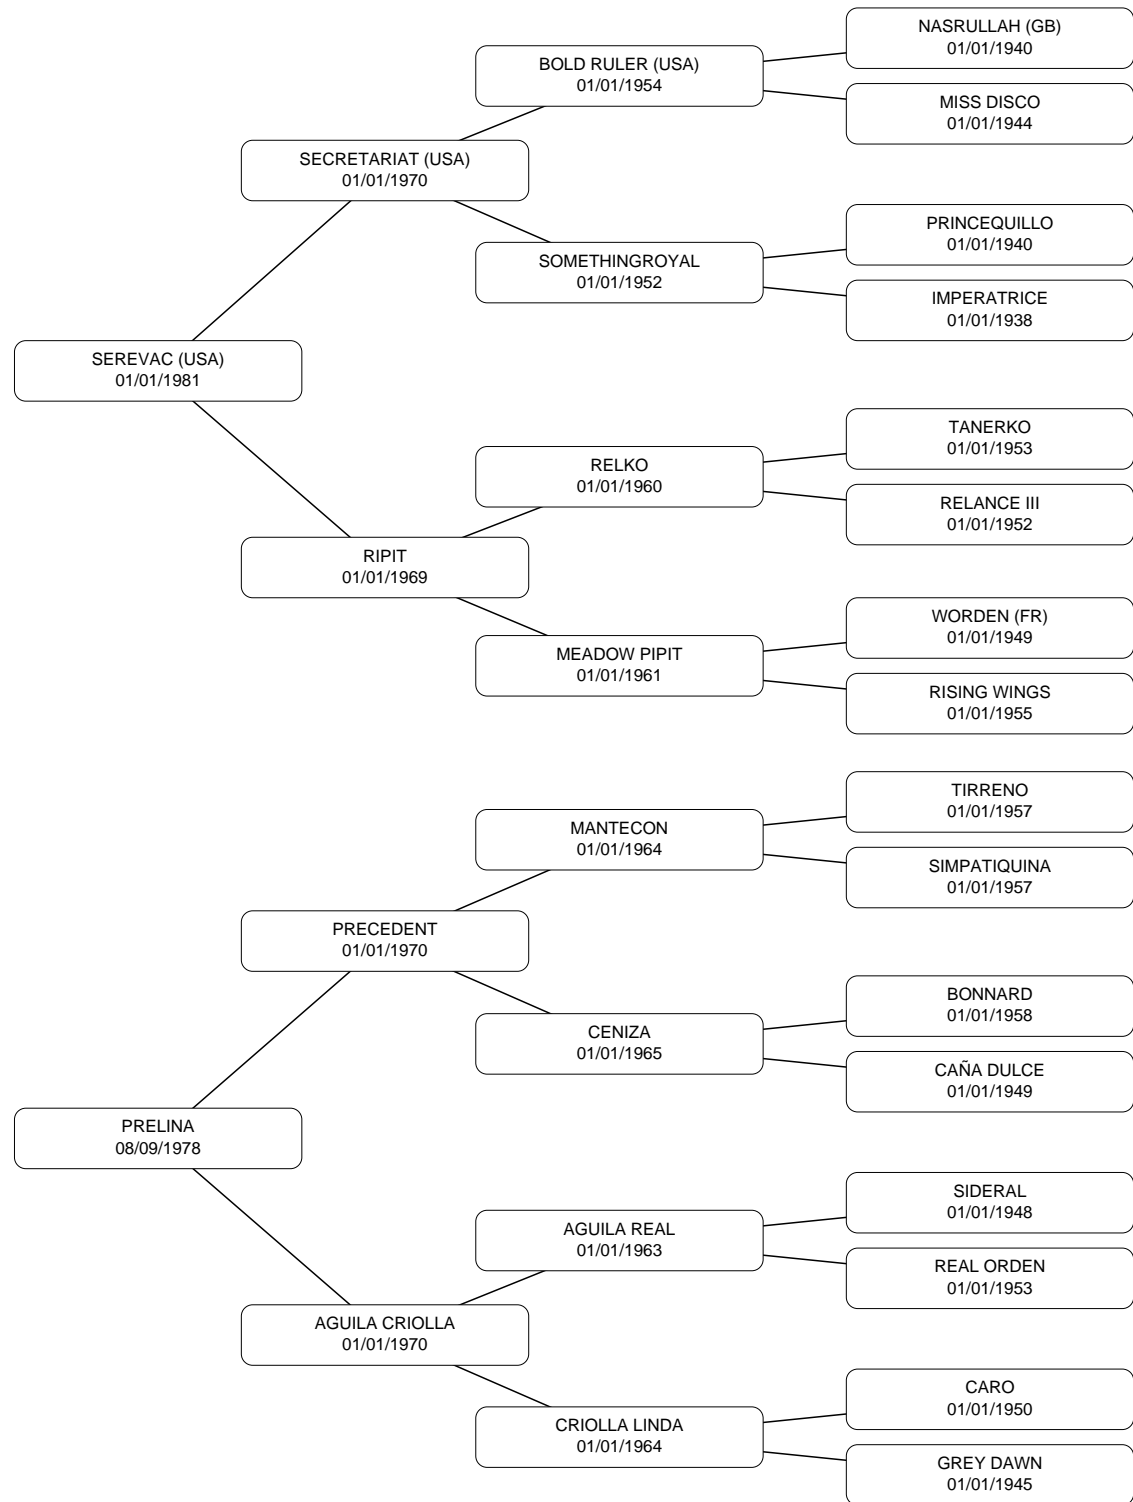 NASRULLAH (GB)
01/01/1940
BOLD RULER (USA)
01/01/1954
MISS DISCO
01/01/1944
SECRETARIAT (USA)
01/01/1970
PRINCEQUILLO
01/01/1940
SOMETHINGROYAL
01/01/1952
IMPERATRICE
01/01/1938
SEREVAC (USA)
01/01/1981
TANERKO
01/01/1953
RELKO
01/01/1960
RELANCE III
01/01/1952
RIPIT
01/01/1969
WORDEN (FR)
01/01/1949
MEADOW PIPIT
01/01/1961
RISING WINGS
01/01/1955
TIRRENO
01/01/1957
MANTECON
01/01/1964
SIMPATIQUINA
01/01/1957
PRECEDENT
01/01/1970
BONNARD
01/01/1958
CENIZA
01/01/1965
CAÑA DULCE
01/01/1949
PRELINA
08/09/1978
SIDERAL
01/01/1948
AGUILA REAL
01/01/1963
REAL ORDEN
01/01/1953
AGUILA CRIOLLA
01/01/1970
CARO
01/01/1950
CRIOLLA LINDA
01/01/1964
GREY DAWN
01/01/1945